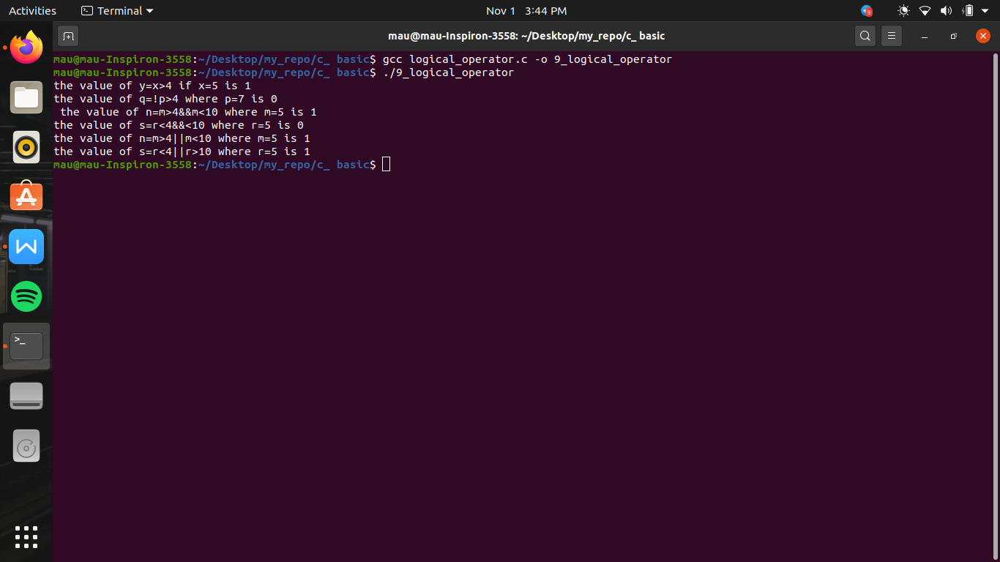 Activities
Terminal
Nov 1 3:44 PM
9
mau@mau-Inspiron-3558: ~/Desktop/my_repo/c_ basic
mau@mau-Inspiron-3558:~/Desktop/my_repo/c_ basic$ gcc logical_operator.c -o 9_logical_operator
mau@mau-Inspiron-3558:~/Desktop/my_repo/c_ basic$ ./9_logical_operator
the value of y=x>4 if x=5 is 1
the value of q=!p>4 where p=7 is 0
 the value of n=m>4&&m<10 where m=5 is 1
the value of s=r<4&&<10 where r=5 is 0
the value of n=m>4||m<10 where m=5 is 1
the value of s=r<4||r>10 where r=5 is 1
mau@mau-Inspiron-3558:~/Desktop/my_repo/c_ basic$
>_